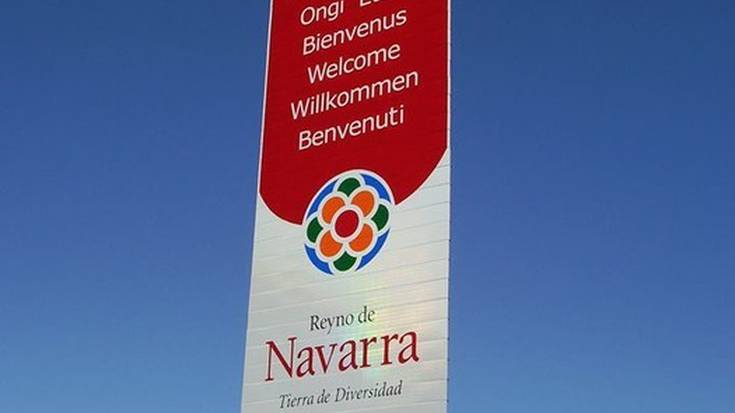 Ongi
Bienvenus
Welcome
Willkommen
Benvenuti
Reyno de
Navarra
Tierra de Diversidad